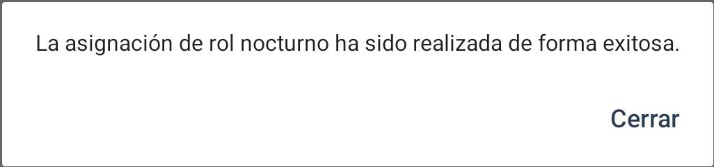 La asignación de rol nocturno ha sido realizada de forma exitosa.
Cerrar